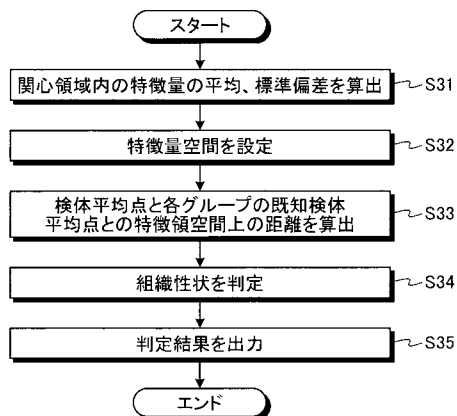 スタート
関心領域内の特徴量の平均、標準偏差を算出
S31
特徴量空間を設定
S32
検体平均点と各グループの既知検体
平均点との特徴領空間上の距離を算出
S33
組織性状を判定
S34
判定結果を出力
S35
エンド